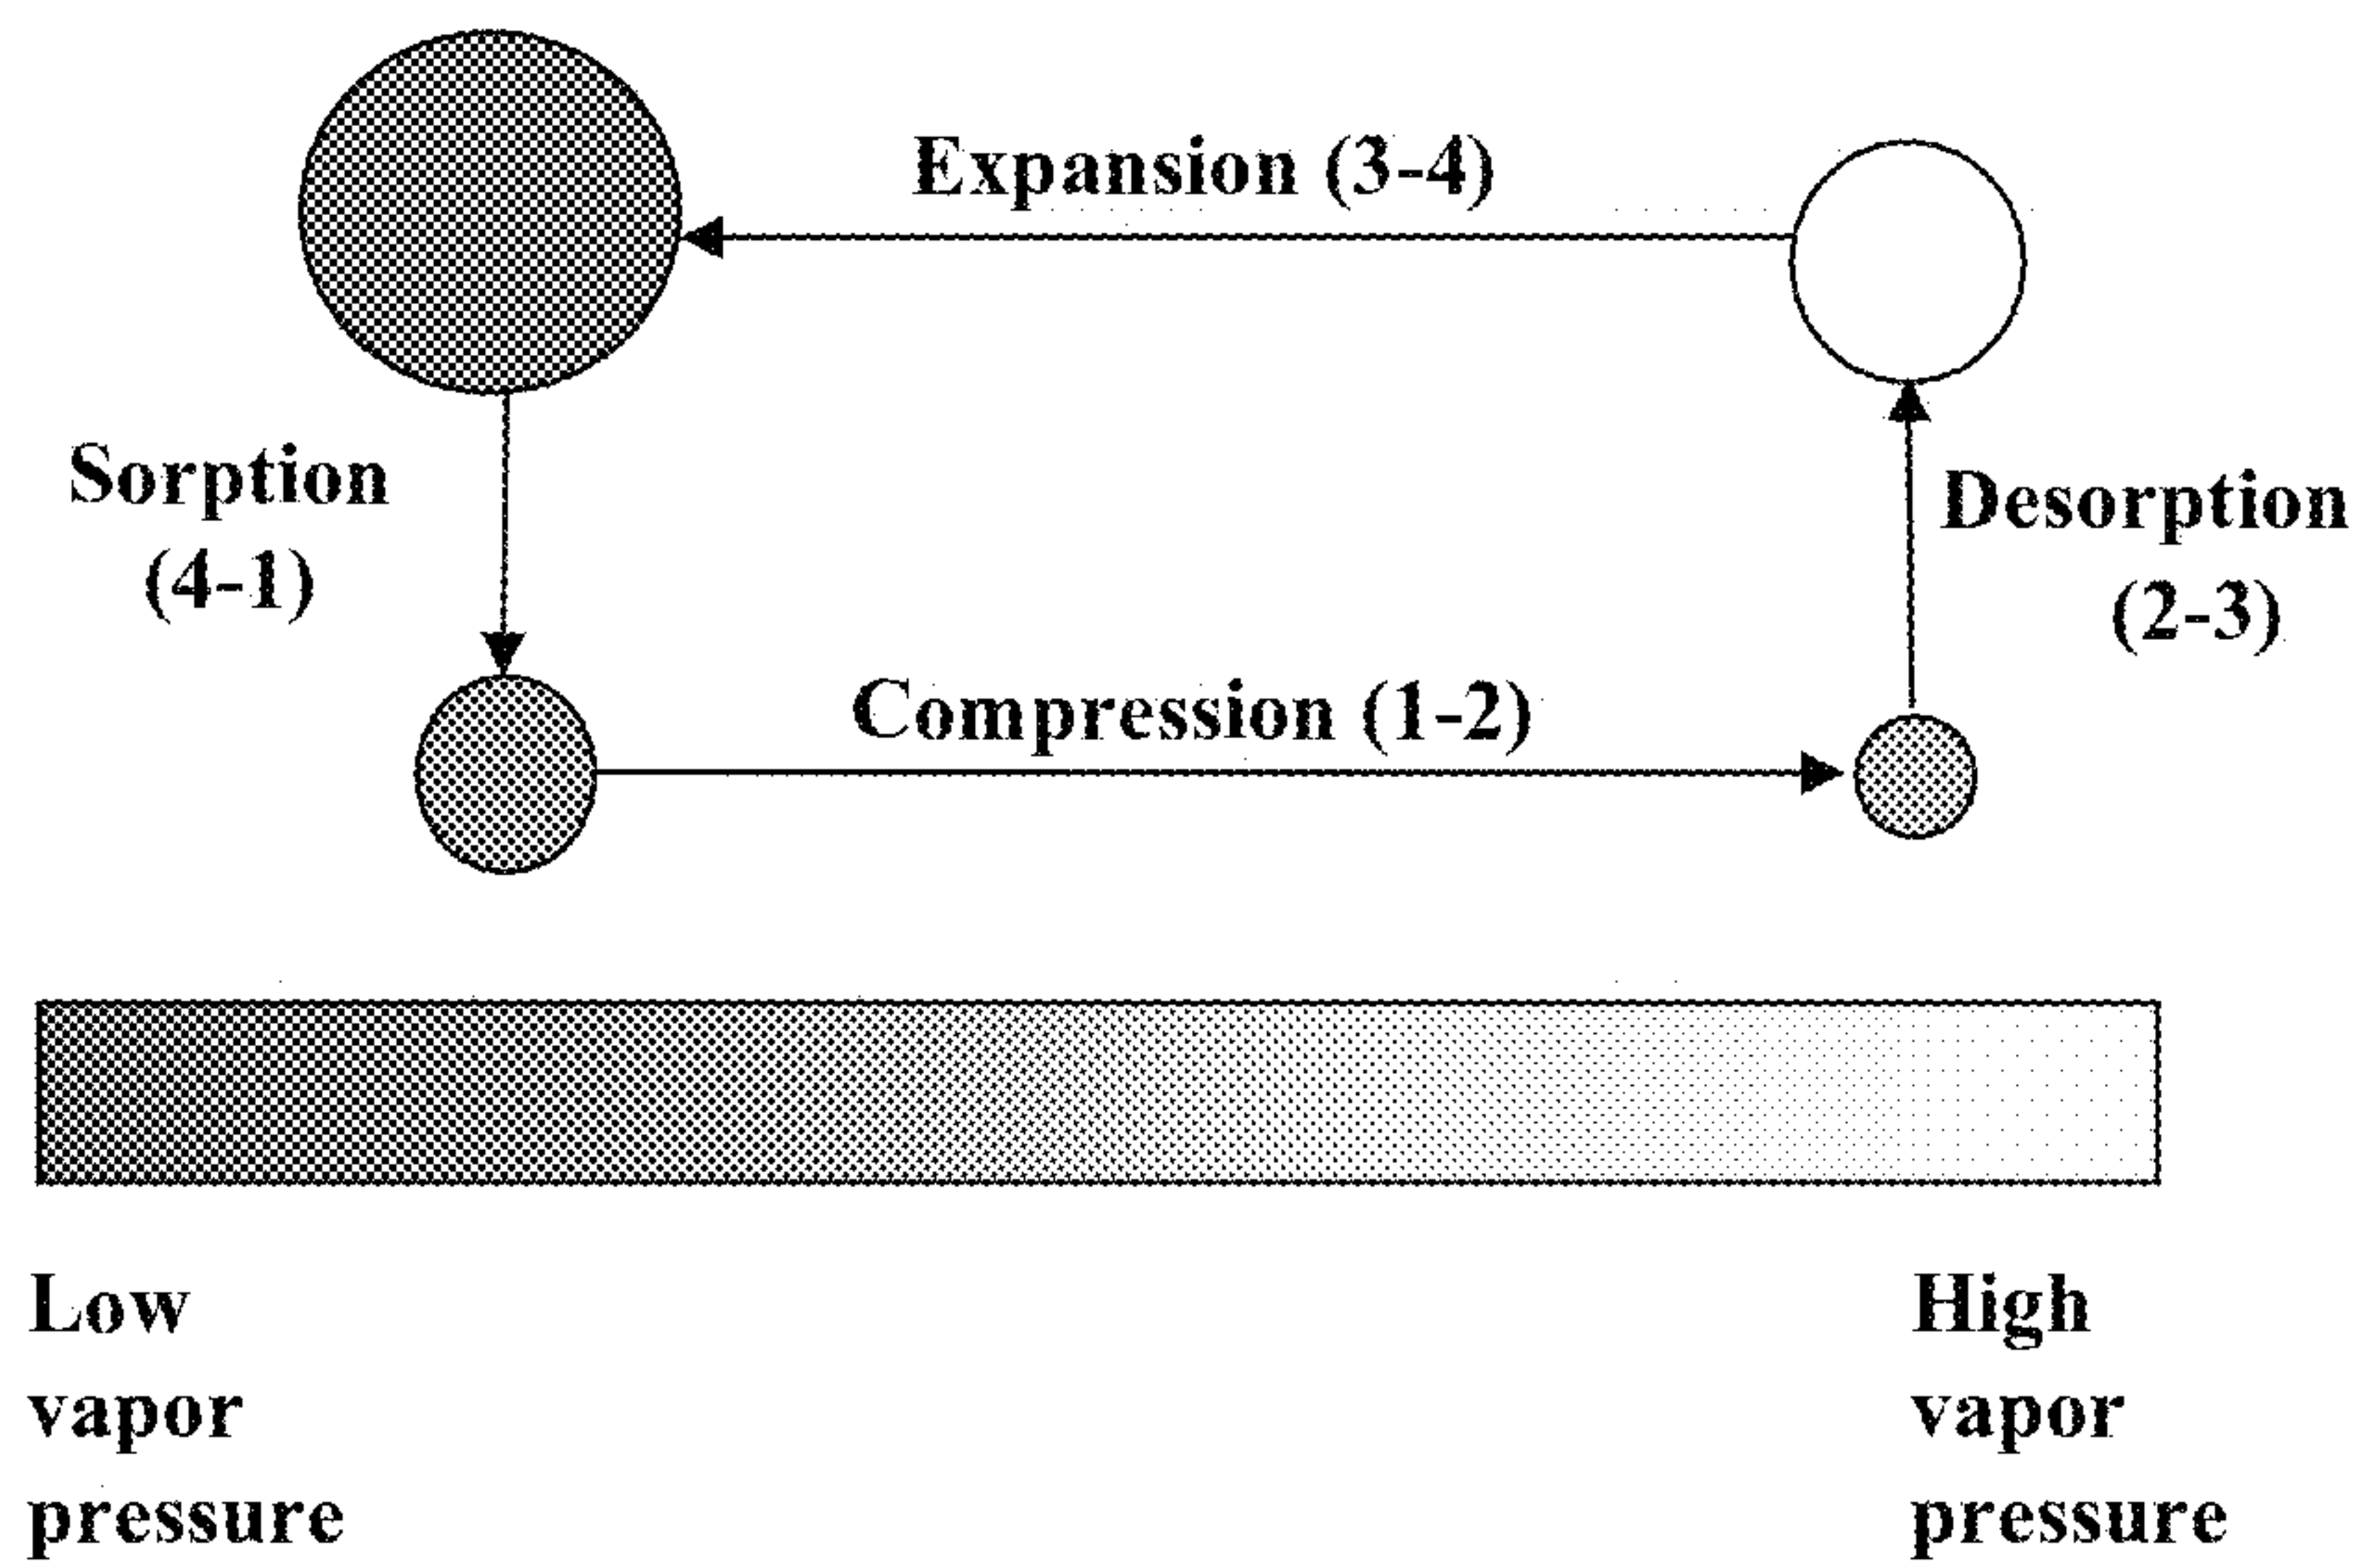 Expansion (3-4)
Sorption
(4-1)
Desorption
(2-3)
Compression (1-2)
Low
vapor
pressure
High
vapor
pressure